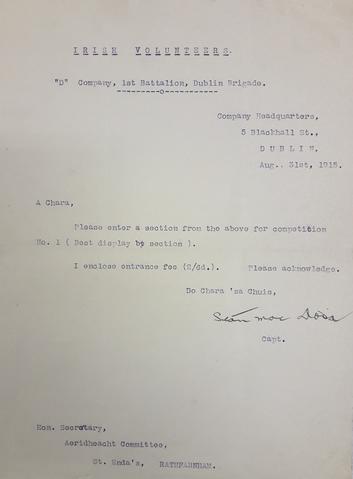 IRISH VOLUNTEERS.
"D" Company, 1st Battalion, Dublin Brigade.
----------o-----------
Company Headquarters,
5 Blackhall St.,
DUBLIN.
Aug.. 31st, 1915.
A Chara,
Please enter a section from the above for competition
No. 1 ( Best display by section ).
I enclose entrance fee (2/6d.). Please acknowledge.
Do Chara 'sa Chuis,
Seán mac
Capt.
Hon. Secretary,
Aeridheacht Committee,
St. Enda's, RATHFARNHAM.